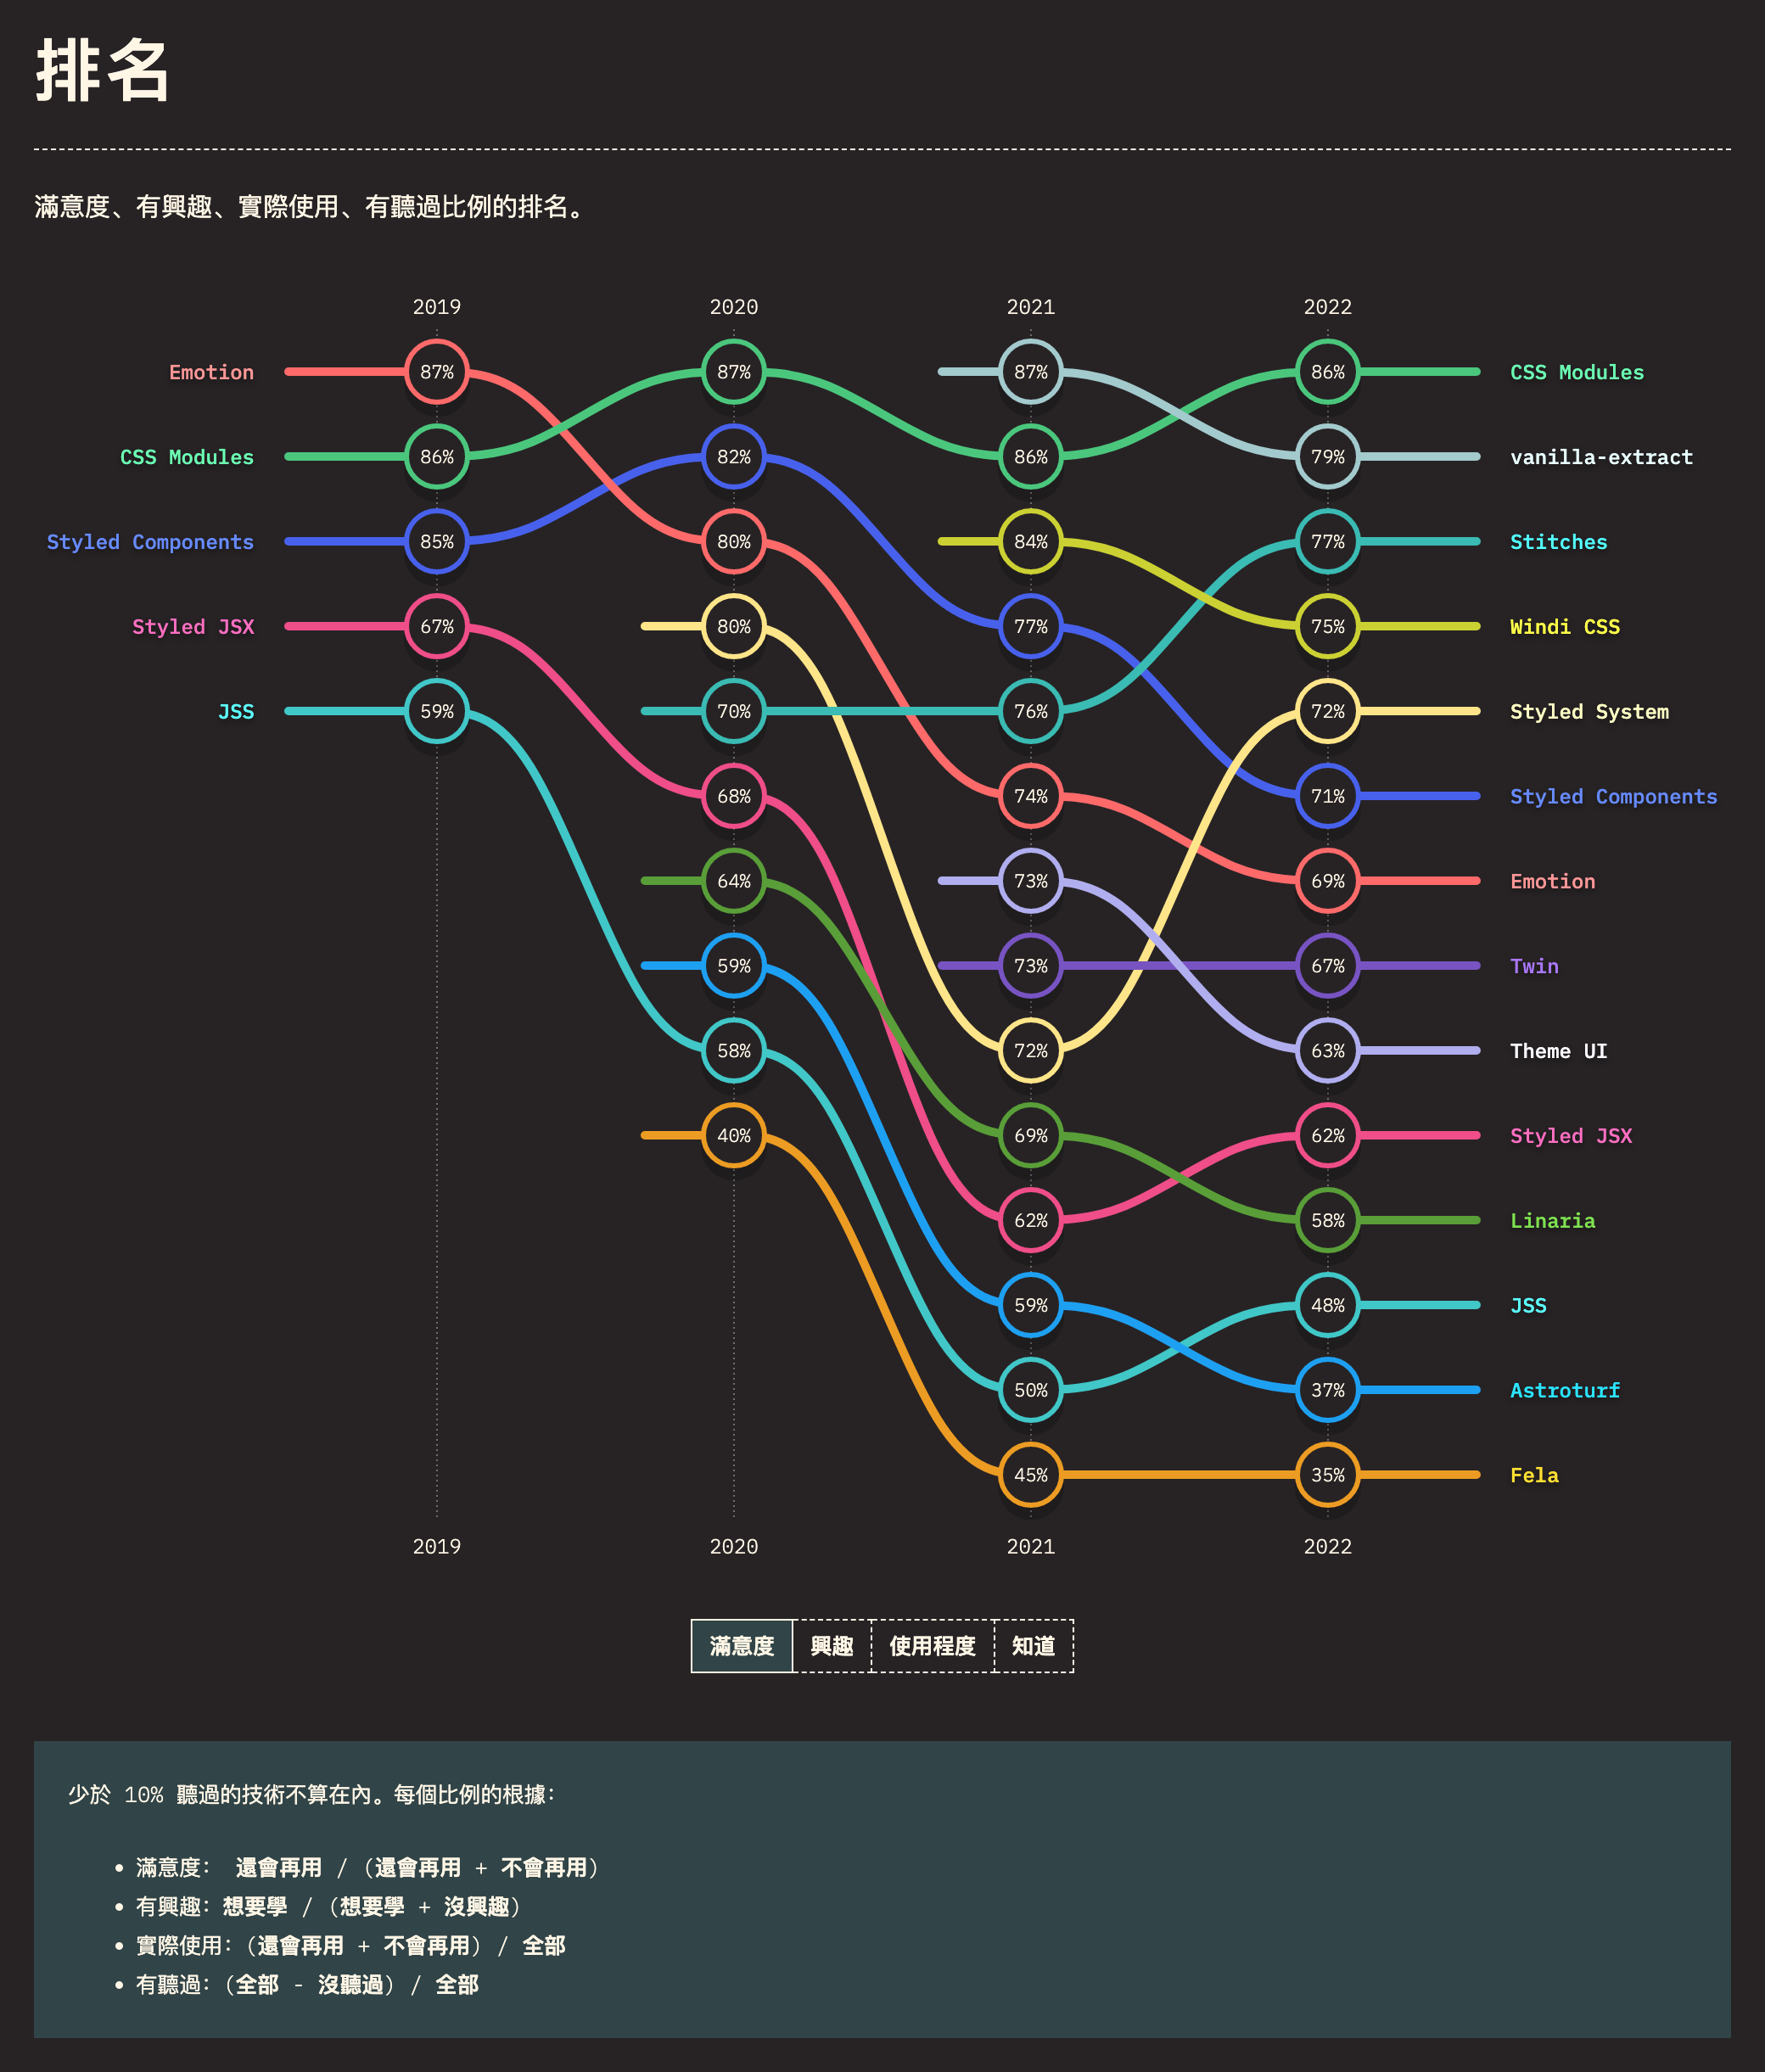 排名
滿意度、有興趣、實際使用、有聽過比例的排名。
2019 2020 2021 2022
Emotion 87% 87% 87% 86% CSS Modules
CSS Modules 86% 82% 86% 79% vanilla-extract
Styled Components 85% 80% 84% 77% Stitches
Styled JSX 67% 80% 77% 75% Windi CSS
JSS 59% 70% 76% 72% Styled System
68% 74% 71% Styled Components
64% 73% 69% Emotion
59% 73% 67% Twin
58% 72% 63% Theme UI
40% 69% 62% Styled JSX
62% 58% Linaria
59% 48% JSS
50% 37% Astroturf
45% 35% Fela
2019 2020 2021 2022
滿意度 興趣 使用程度 知道
少於 10% 聽過的技術不算在內。每個比例的根據：
• 滿意度： 還會再用 / (還會再用 + 不會再用)
• 有興趣：想要學 / (想要學 + 沒興趣)
• 實際使用：(還會再用 + 不會再用) / 全部
• 有聽過：(全部 - 沒聽過) / 全部